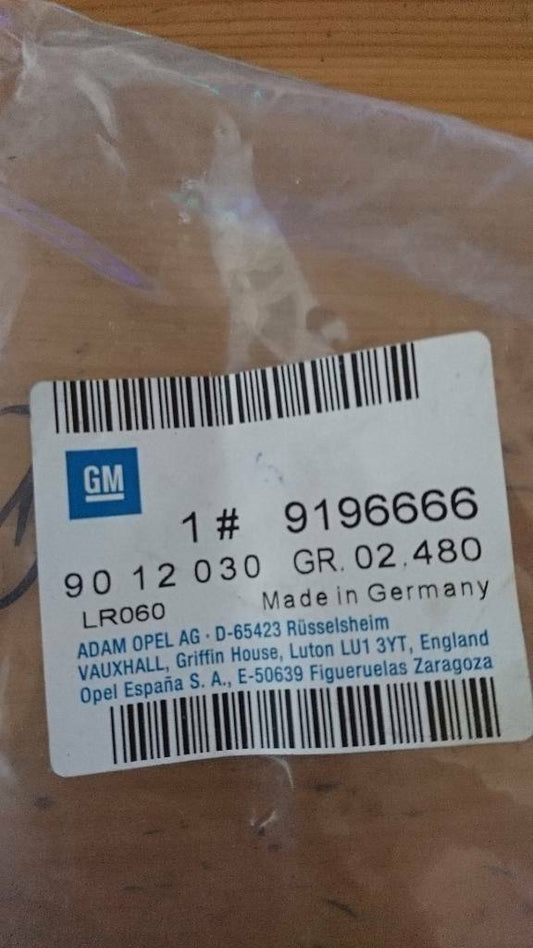 GM
1 # 9196666
90 12 030 GR. 02.480
LR060 Made in Germany
ADAM OPEL AG · D-65423 Rüsselsheim
VAUXHALL, Griffin House, Luton LU1 3YT, England
Opel España S. A., E-50639 Figueruelas Zaragoza